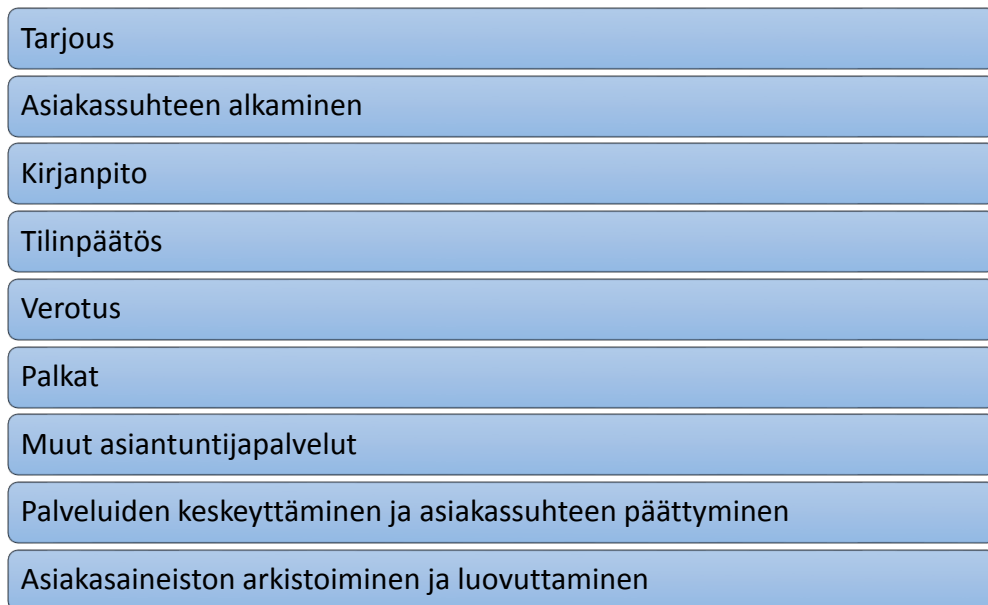 Tarjous
Asiakassuhteen alkaminen
Kirjanpito
Tilinpäätös
Verotus
Palkat
Muut asiantuntijapalvelut
Palveluiden keskeyttäminen ja asiakassuhteen päättyminen
Asiakasaineiston arkistoiminen ja luovuttaminen